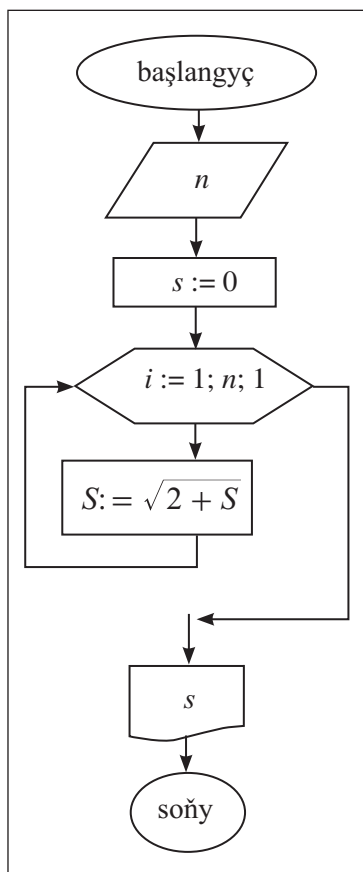 başlangyç
n
s := 0
i := 1; n; 1
S: = √2 + S
s
soňy